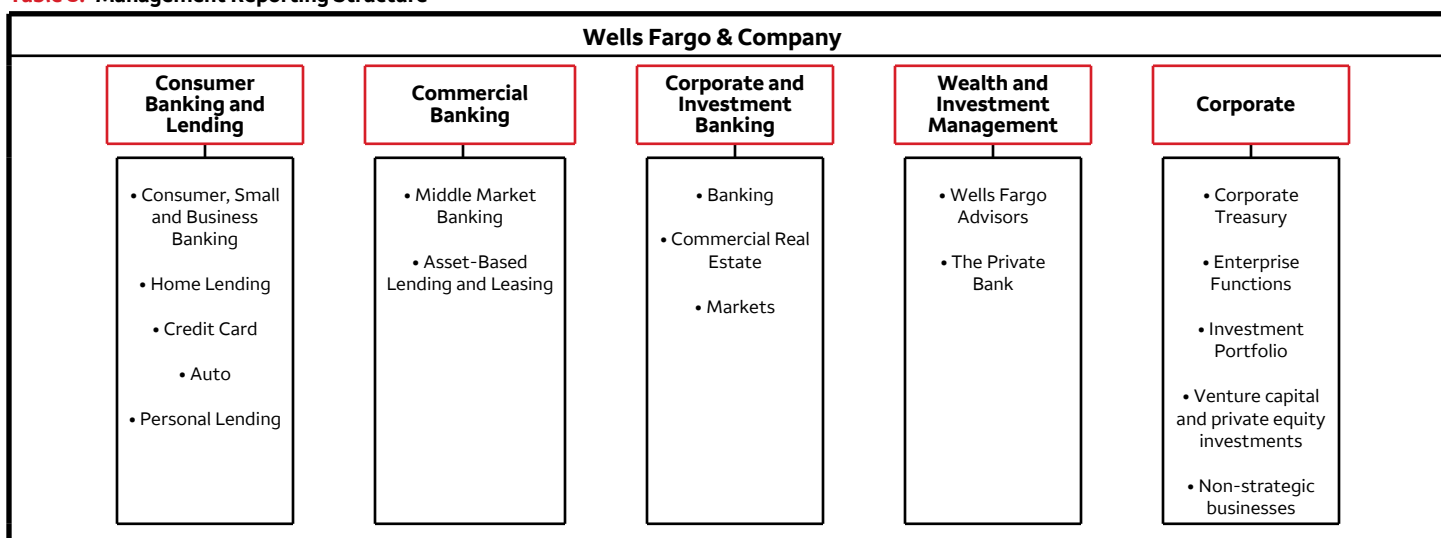 Table Management Reporting Structure
Wells Fargo & Company
Consumer
Banking and
Lending
• Consumer, Small
and Business
Banking
• Home Lending
• Credit Card
• Auto
• Personal Lending
Commercial
Banking
• Middle Market
Banking
• Asset-Based
Lending and Leasing
Corporate and
Investment
Banking
• Banking
• Commercial Real
Estate
• Markets
Wealth and
Investment
Management
• Wells Fargo
Advisors
• The Private
Bank
Corporate
• Corporate
Treasury
• Enterprise
Functions
• Investment
Portfolio
• Venture capital
and private equity
investments
• Non-strategic
businesses